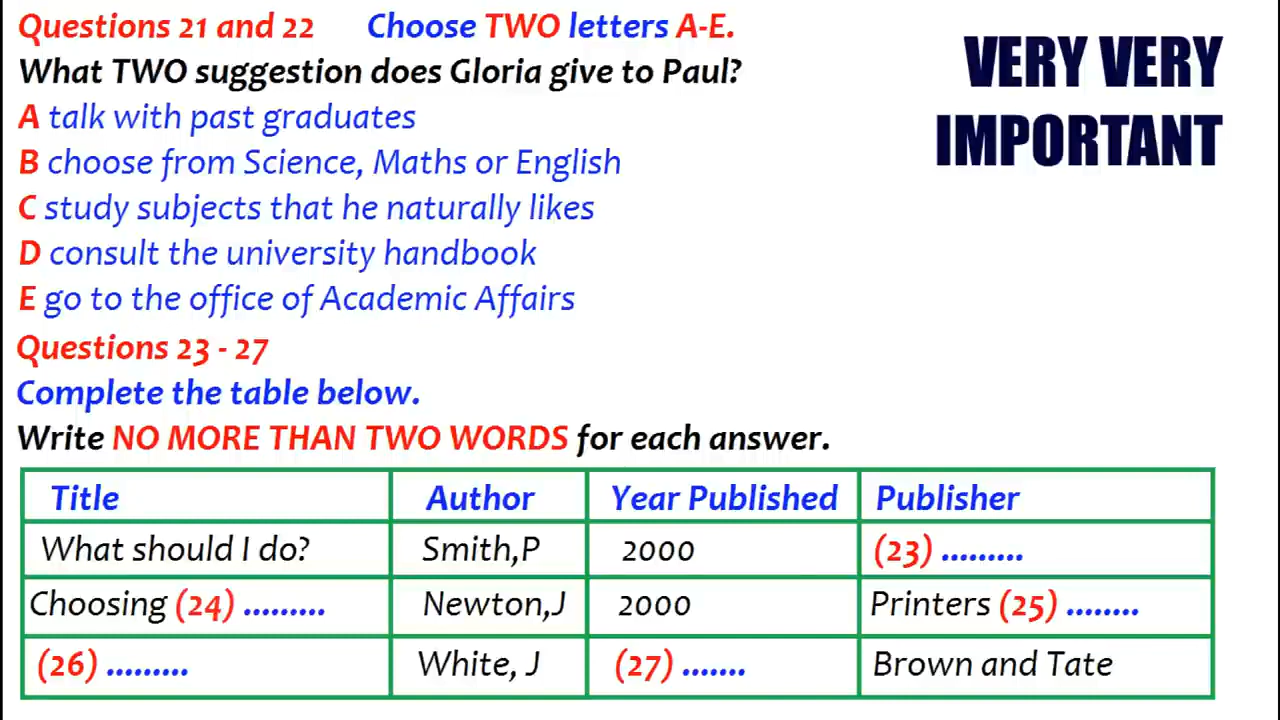 Questions 21 and 22 Choose TWO letters A-E.
What TWO suggestion does Gloria give to Paul?
A talk with past graduates
B choose from Science, Maths or English
C study subjects that he naturally likes
D consult the university handbook
E go to the office of Academic Affairs
VERY VERY
IMPORTANT
Questions 23 - 27
Complete the table below.
Write NO MORE THAN TWO WORDS for each answer.
Title Author Year Published Publisher
What should I do? Smith,P 2000 (23) .........
Choosing (24) ......... Newton,J 2000 Printers (25) ........
(26) ......... White, J (27) ....... Brown and Tate